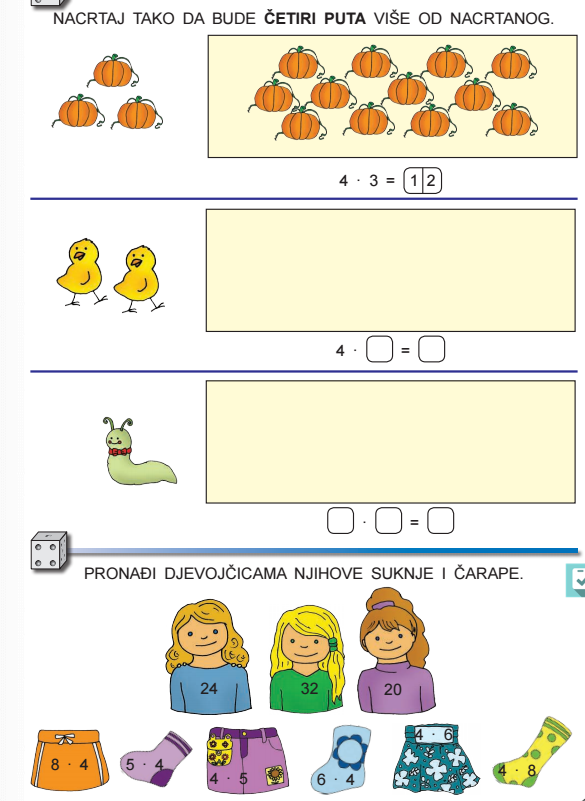 NACRTAJ TAKO DA BUDE ČETIRI PUTA VIŠE OD NACRTANOG.
4 · 3 = 12
4 · =
· =
PRONAĐI DJEVOJČICAMA NJIHOVE SUKNJE I ČARAPE.
24 32 20
8 · 4 5 · 4 4 · 5 6 · 4 4 · 6 4 · 8